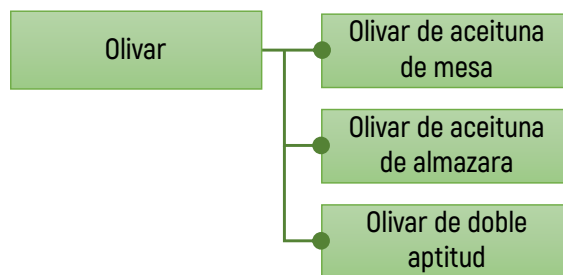 Olivar
Olivar de aceituna
de mesa
Olivar de aceituna
de almazara
Olivar de doble
aptitud